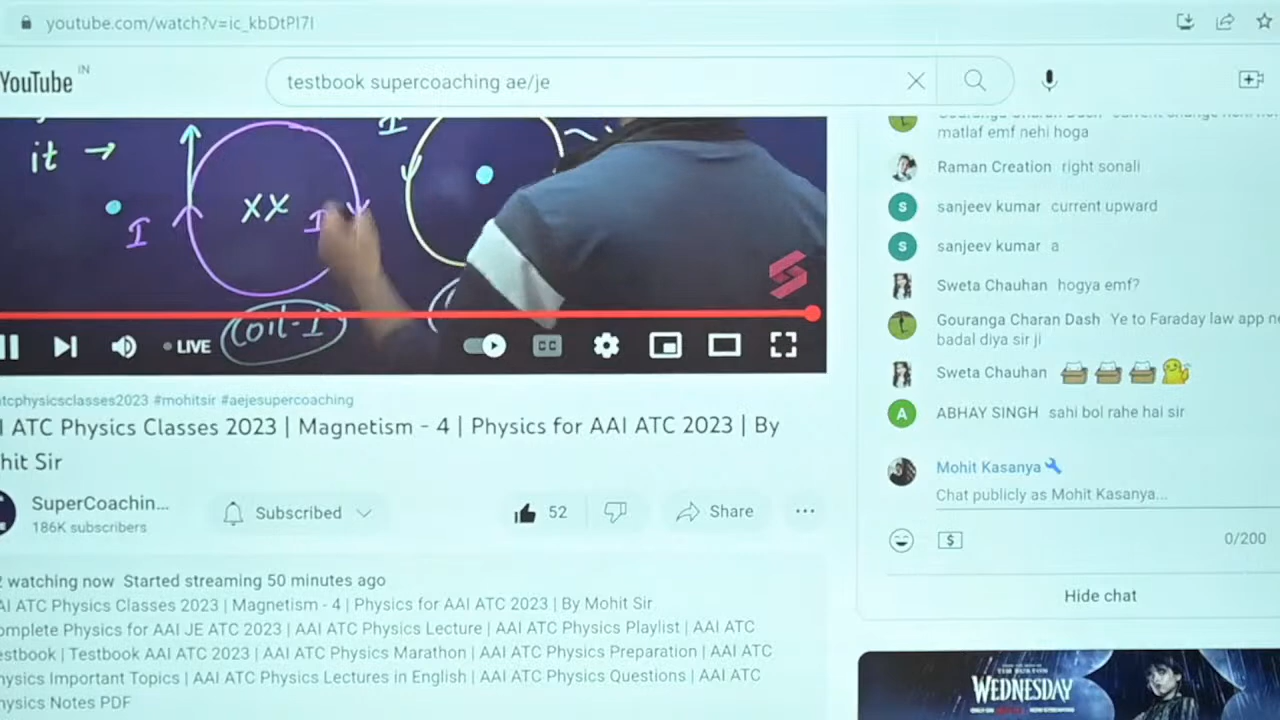 youtube.com/watch?v=ic_kbDtPl7I
YouTube IN
testbook supercoaching ae/je
it →
I
XX
I
I
COIL-I
LIVE
CC
matlaf emf nehi hoga
Raman Creation right sonali
S sanjeev kumar current upward
S sanjeev kumar a
Sweta Chauhan hogya emf?
Gouranga Charan Dash Ye to Faraday law app ne
badal diya sir ji
Sweta Chauhan
A ABHAY SINGH sahi bol rahe hai sir
Mohit Kasanya
Chat publicly as Mohit Kasanya...
$ 0/200
Hide chat
atcphysicsclasses2023 #mohitsir #aejesupercoaching
I ATC Physics Classes 2023 | Magnetism - 4 | Physics for AAI ATC 2023 | By
hit Sir
SuperCoachin...
186K subscribers
Subscribed
52
Share
2 watching now Started streaming 50 minutes ago
AI ATC Physics Classes 2023 | Magnetism - 4 | Physics for AAI ATC 2023 | By Mohit Sir
omplete Physics for AAI JE ATC 2023 | AAI ATC Physics Lecture | AAI ATC Physics Playlist | AAI ATC
estbook | Testbook AAI ATC 2023 | AAI ATC Physics Marathon | AAI ATC Physics Preparation | AAI ATC
hysics Important Topics | AAI ATC Physics Lectures in English | AAI ATC Physics Questions | AAI ATC
hysics Notes PDF
WEDNESDAY